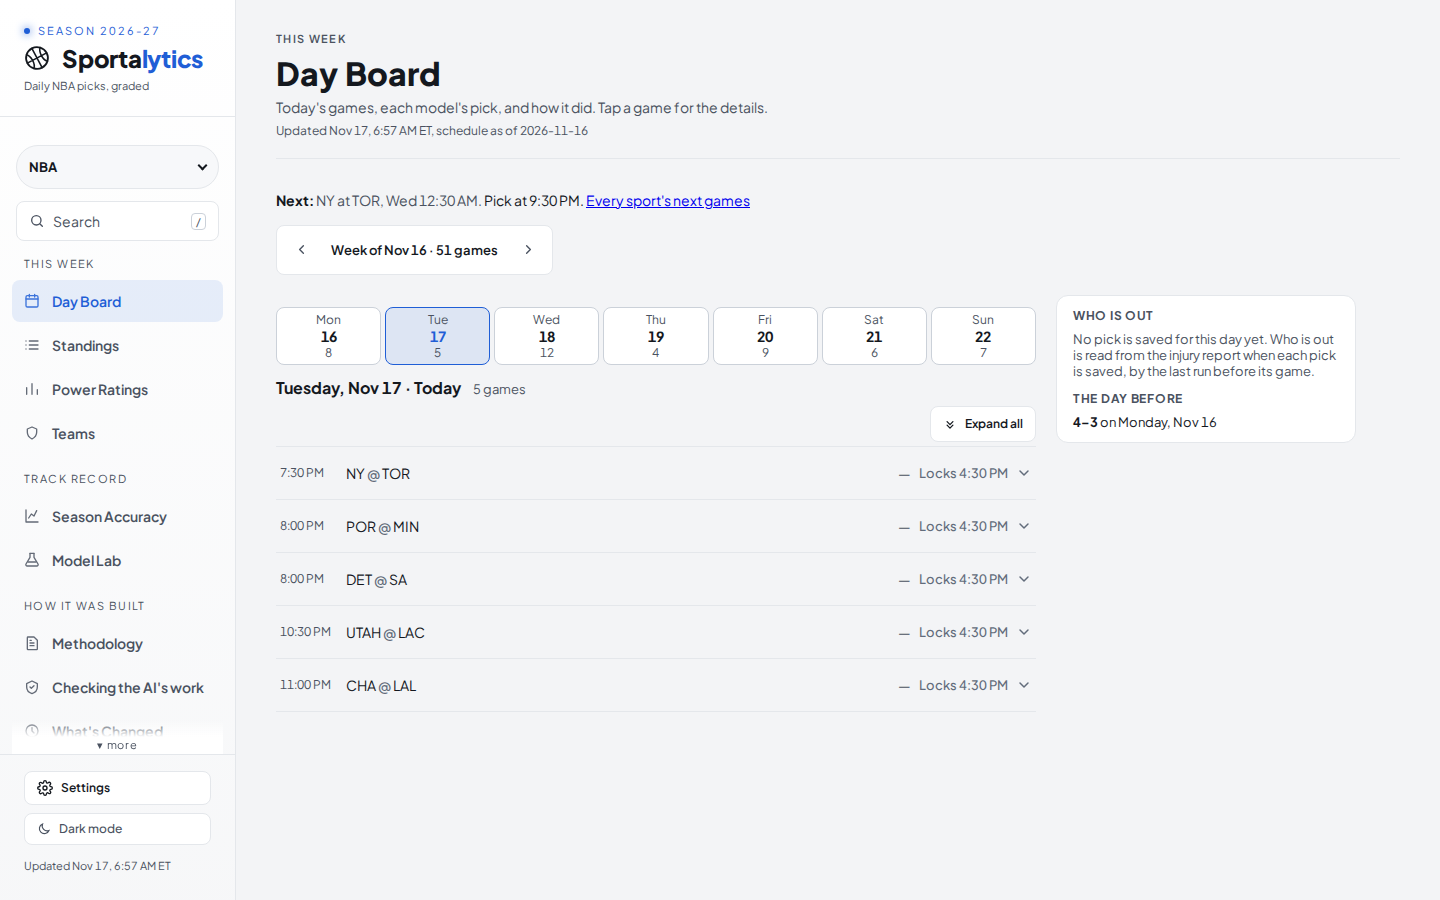 SEASON 2026-27
Sportalytics
Daily NBA picks, graded
NBA
Search /
THIS WEEK
Day Board
Standings
Power Ratings
Teams
TRACK RECORD
Season Accuracy
Model Lab
HOW IT WAS BUILT
Methodology
Checking the AI's work
What's Changed
▾ more
Settings
Dark mode
Updated Nov 17, 6:57 AM ET
THIS WEEK
Day Board
Today's games, each model's pick, and how it did. Tap a game for the details.
Updated Nov 17, 6:57 AM ET, schedule as of 2026-11-16
Next: NY at TOR, Wed 12:30 AM. Pick at 9:30 PM. Every sport's next games
Week of Nov 16 · 51 games
Mon
16
8
Tue
17
5
Wed
18
12
Thu
19
4
Fri
20
9
Sat
21
6
Sun
22
7
Tuesday, Nov 17 · Today 5 games
Expand all
7:30 PM NY @ TOR — Locks 4:30 PM
8:00 PM POR @ MIN — Locks 4:30 PM
8:00 PM DET @ SA — Locks 4:30 PM
10:30 PM UTAH @ LAC — Locks 4:30 PM
11:00 PM CHA @ LAL — Locks 4:30 PM
WHO IS OUT
No pick is saved for this day yet. Who is out
is read from the injury report when each pick
is saved, by the last run before its game.
THE DAY BEFORE
4–3 on Monday, Nov 16